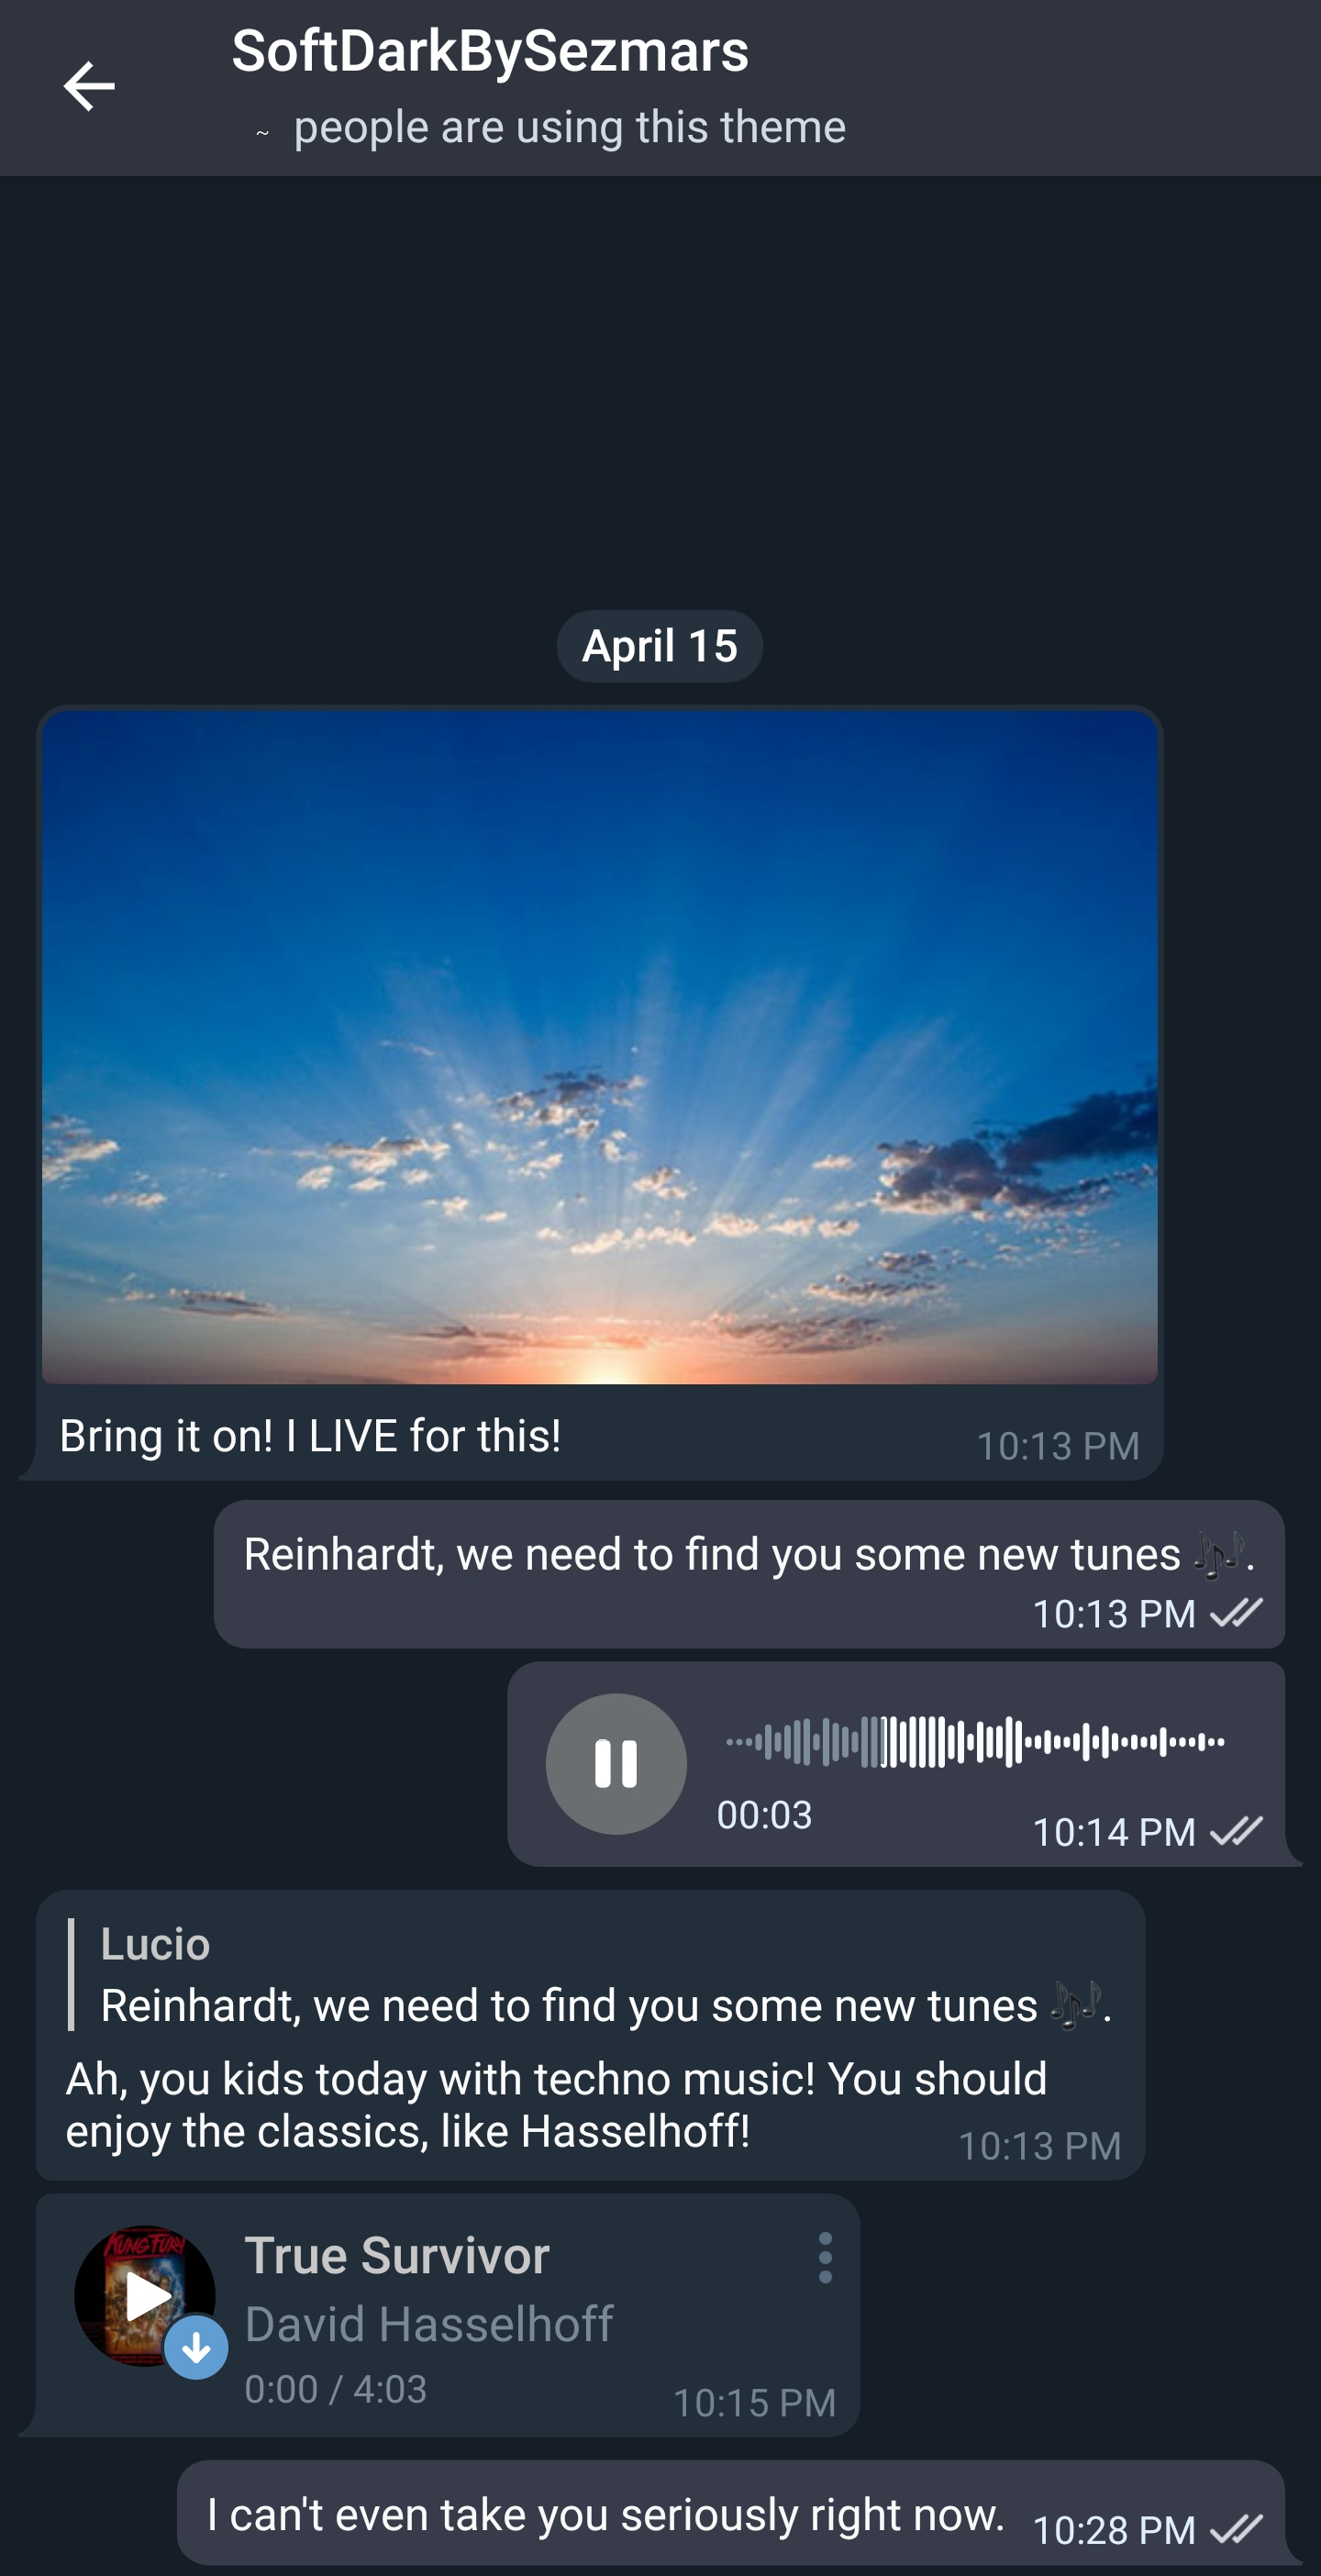 SoftDarkBySezmars
~ people are using this theme
April 15
Bring it on! I LIVE for this!
10:13 PM
Reinhardt, we need to find you some new tunes 🎶.
10:13 PM
00:03
10:14 PM
Lucio
Reinhardt, we need to find you some new tunes 🎶.
Ah, you kids today with techno music! You should
enjoy the classics, like Hasselhoff!
10:13 PM
KUNG FURY
True Survivor
David Hasselhoff
0:00 / 4:03
10:15 PM
I can't even take you seriously right now.
10:28 PM